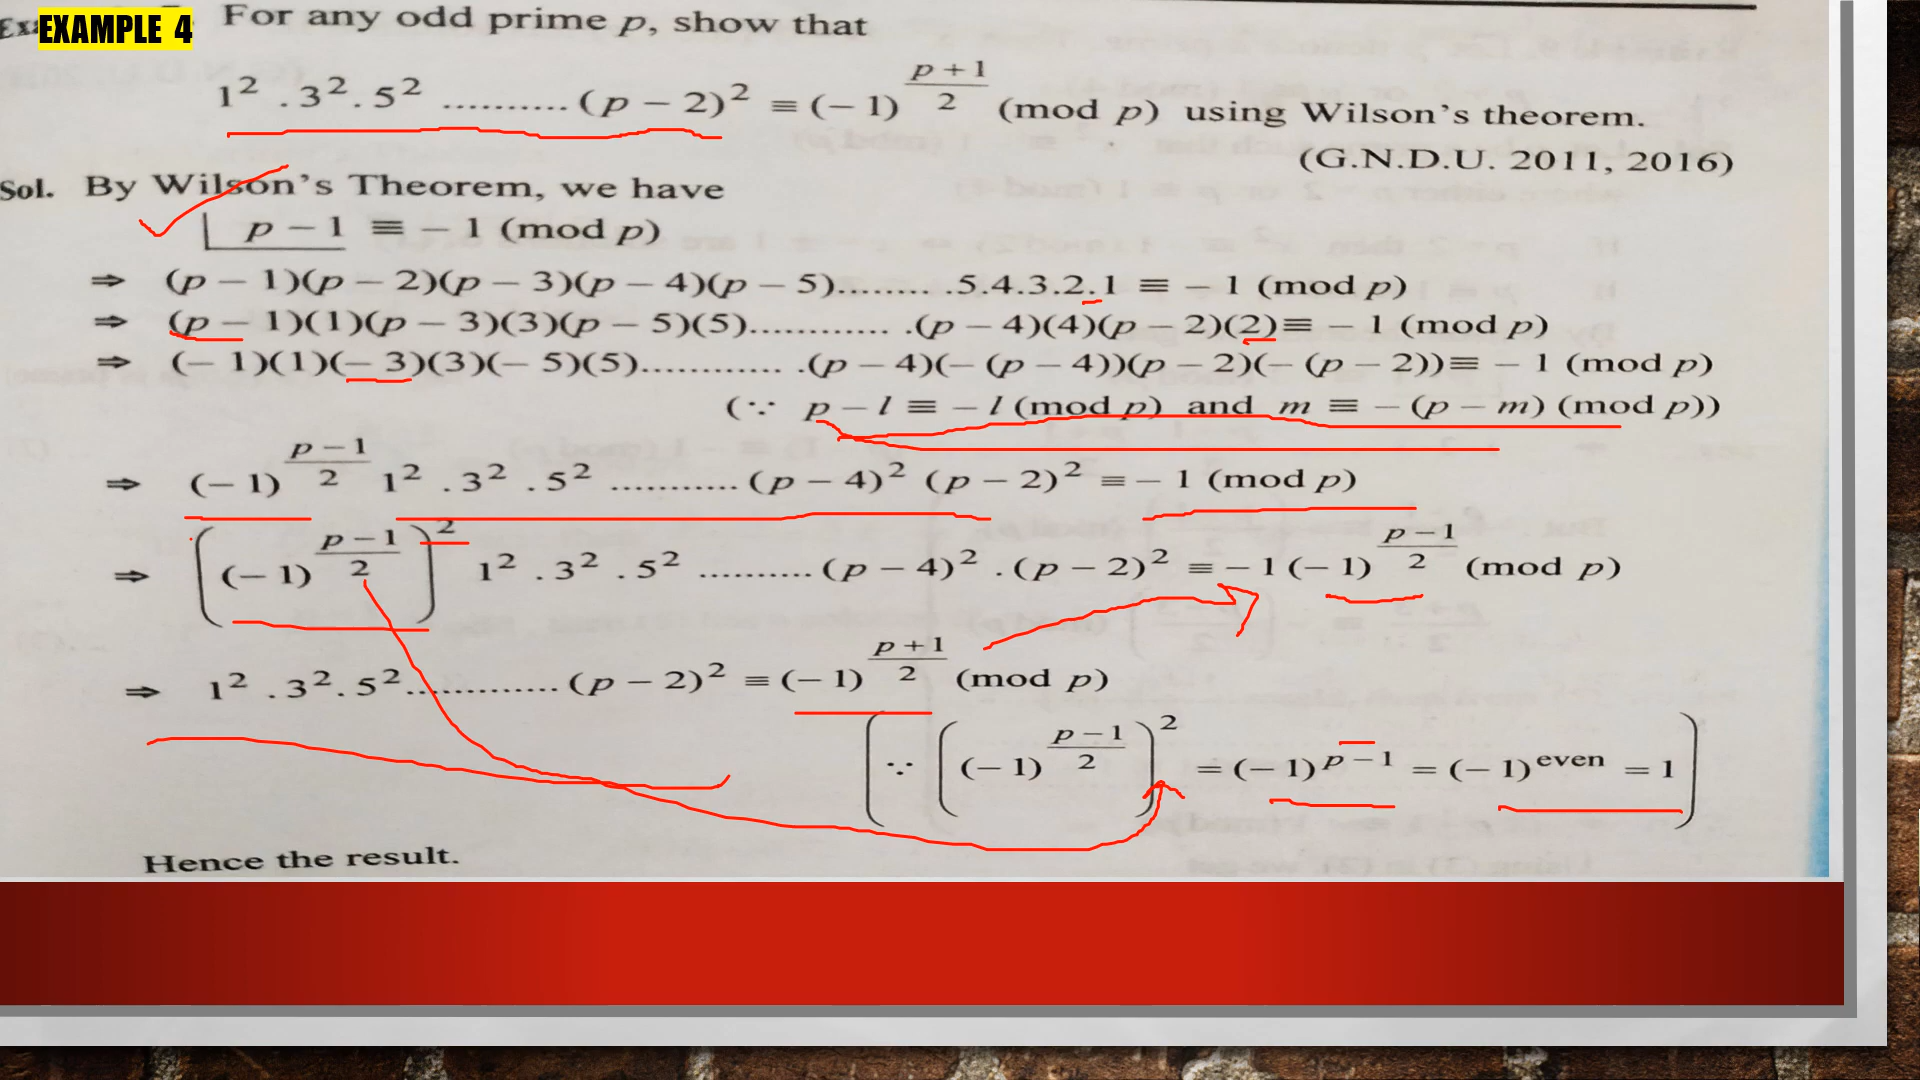 EXAMPLE 4 For any odd prime p, show that
1² . 3² . 5² .......... (p – 2)² ≡ (– 1)^((p + 1)/2) (mod p) using Wilson’s theorem.
(G.N.D.U. 2011, 2016)
Sol. By Wilson’s Theorem, we have
|p – 1 ≡ – 1 (mod p)
⇒ (p – 1)(p – 2)(p – 3)(p – 4)(p – 5)........ .5.4.3.2.1 ≡ – 1 (mod p)
⇒ (p – 1)(1)(p – 3)(3)(p – 5)(5)............ .(p – 4)(4)(p – 2)(2) ≡ – 1 (mod p)
⇒ (– 1)(1)(– 3)(3)(– 5)(5)............ .(p – 4)(– (p – 4))(p – 2)(– (p – 2)) ≡ – 1 (mod p)
(∵ p – l ≡ – l (mod p) and m ≡ – (p – m) (mod p))
⇒ (– 1)^((p – 1)/2) 1² . 3² . 5² ........... (p – 4)² (p – 2)² ≡ – 1 (mod p)
⇒ ((– 1)^((p – 1)/2))² 1² . 3² . 5² .......... (p – 4)² . (p – 2)² ≡ – 1 (– 1)^((p – 1)/2) (mod p)
⇒ 1² . 3² . 5² ............. (p – 2)² ≡ (– 1)^((p + 1)/2) (mod p)
[∵ ((– 1)^((p – 1)/2))² = (– 1)^(p – 1) = (– 1)^even = 1]
Hence the result.